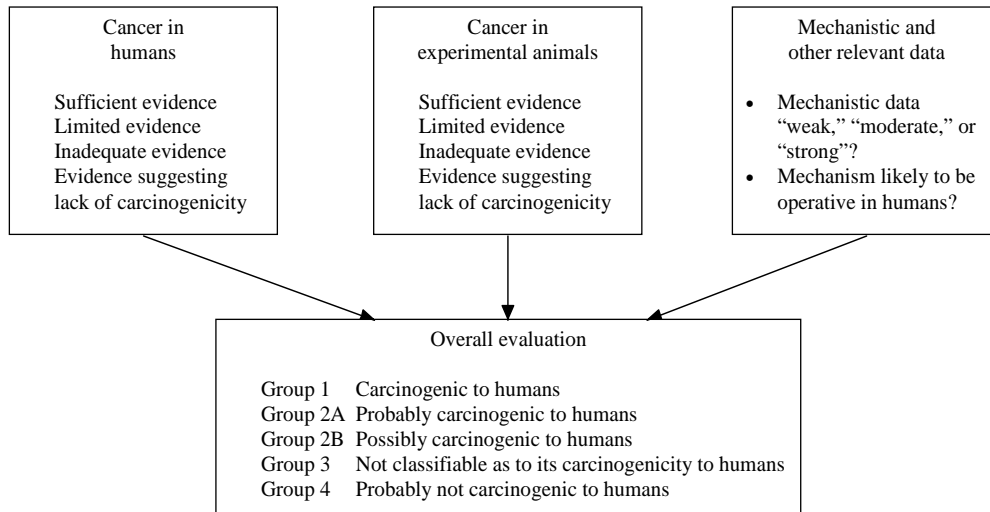 Cancer in
humans
Sufficient evidence
Limited evidence
Inadequate evidence
Evidence suggesting
lack of carcinogenicity
Cancer in
experimental animals
Sufficient evidence
Limited evidence
Inadequate evidence
Evidence suggesting
lack of carcinogenicity
Mechanistic and
other relevant data
• Mechanistic data
“weak,” “moderate,” or
“strong”?
• Mechanism likely to be
operative in humans?
Overall evaluation
Group 1 Carcinogenic to humans
Group 2A Probably carcinogenic to humans
Group 2B Possibly carcinogenic to humans
Group 3 Not classifiable as to its carcinogenicity to humans
Group 4 Probably not carcinogenic to humans